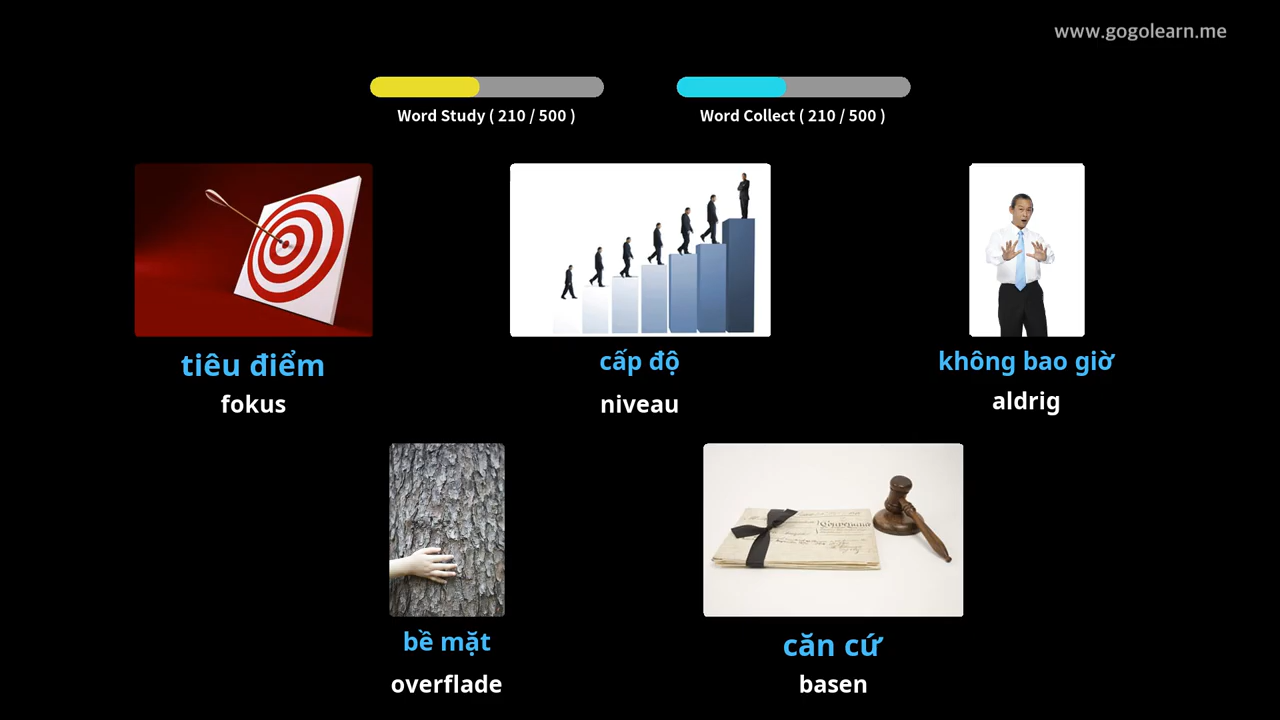 www.gogolearn.me
Word Study ( 210 / 500 )
Word Collect ( 210 / 500 )
tiêu điểm
fokus
cấp độ
niveau
không bao giờ
aldrig
bề mặt
overflade
căn cứ
basen